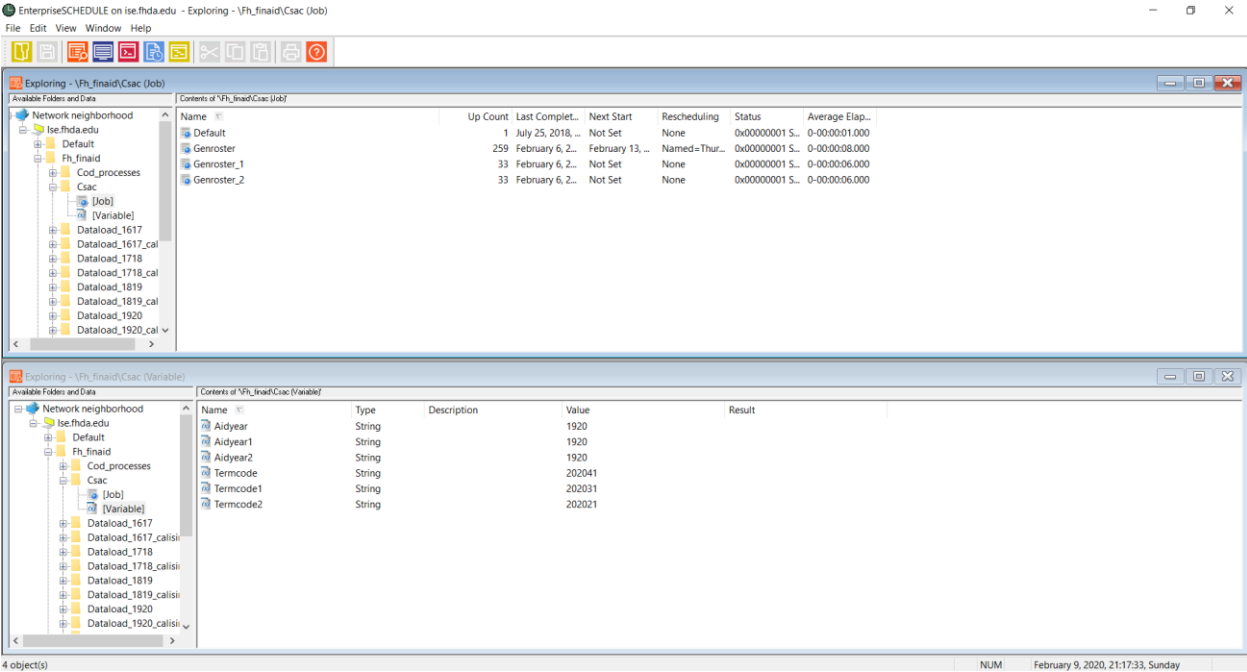 EnterpriseSCHEDULE on ise.fhda.edu - Exploring - \Fh_finaid\Csac (Job)
File Edit View Window Help
Exploring - \Fh_finaid\Csac (Job)
Available Folders and Data
Contents of '\Fh_finaid\Csac (Job)'
Network neighborhood
Ise.fhda.edu
Default
Fh_finaid
Cod_processes
Csac
[Job]
[Variable]
Dataload_1617
Dataload_1617_cal
Dataload_1718
Dataload_1718_cal
Dataload_1819
Dataload_1819_cal
Dataload_1920
Dataload_1920_cal
Name Up Count Last Complet... Next Start Rescheduling Status Average Elap...
Default 1 July 25, 2018, ... Not Set None 0x00000001 S... 0-00:00:01.000
Genroster 259 February 6, 2... February 13, ... Named=Thur... 0x00000001 S... 0-00:00:08.000
Genroster_1 33 February 6, 2... Not Set None 0x00000001 S... 0-00:00:06.000
Genroster_2 33 February 6, 2... Not Set None 0x00000001 S... 0-00:00:06.000
Exploring - \Fh_finaid\Csac (Variable)
Available Folders and Data
Contents of '\Fh_finaid\Csac (Variable)'
Network neighborhood
Ise.fhda.edu
Default
Fh_finaid
Cod_processes
Csac
[Job]
[Variable]
Dataload_1617
Dataload_1617_calisi
Dataload_1718
Dataload_1718_calisi
Dataload_1819
Dataload_1819_calisi
Dataload_1920
Dataload_1920_calisi
Name Type Description Value Result
Aidyear String 1920
Aidyear1 String 1920
Aidyear2 String 1920
Termcode String 202041
Termcode1 String 202031
Termcode2 String 202021
4 object(s)
NUM February 9, 2020, 21:17:33, Sunday